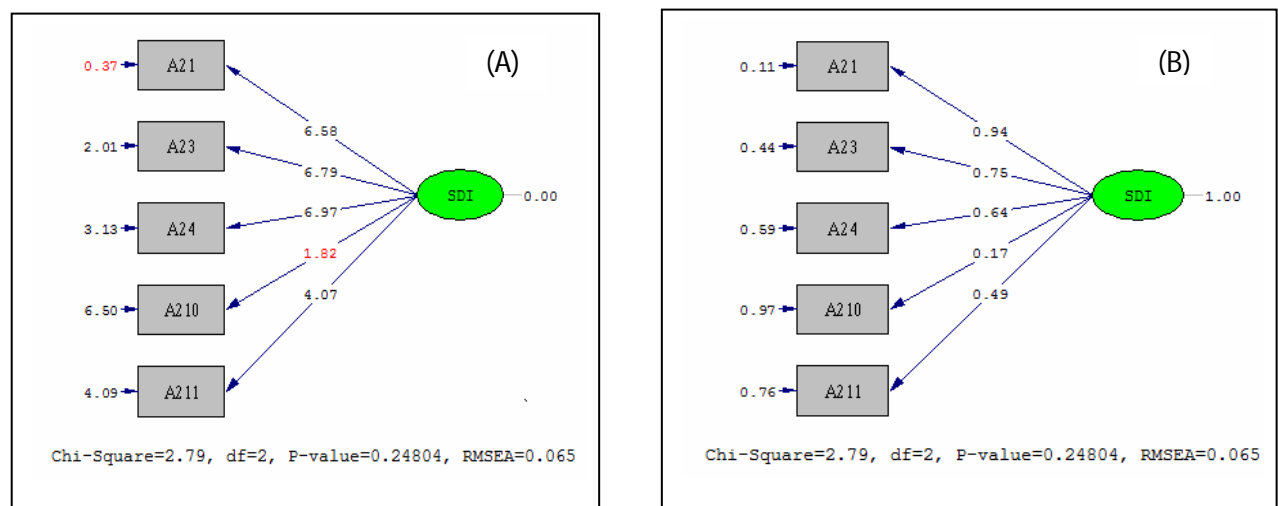 (A)
0.37 A21
6.58
2.01 A23
6.79
SDI 0.00
6.97
3.13 A24
1.82
4.07
6.50 A210
4.09 A211
Chi-Square=2.79, df=2, P-value=0.24804, RMSEA=0.065
(B)
0.11 A21
0.94
0.44 A23
0.75
SDI 1.00
0.64
0.59 A24
0.17
0.49
0.97 A210
0.76 A211
Chi-Square=2.79, df=2, P-value=0.24804, RMSEA=0.065